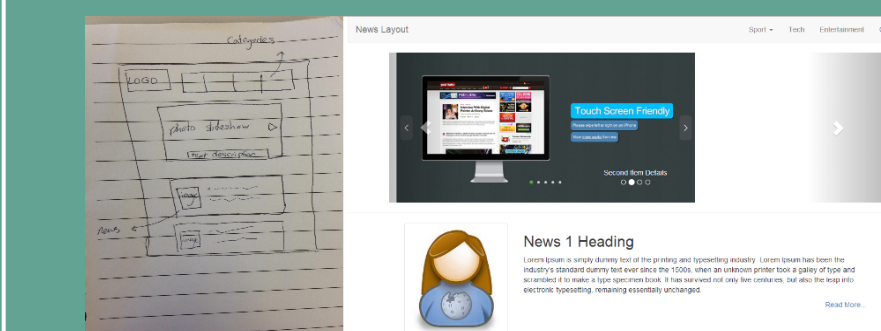 Categories
LOGO
photo slideshow
short description
image
news
image
News Layout
Sport
Tech
Entertainment
Touch Screen Friendly
Second Item Details
News 1 Heading
Lorem Ipsum is simply dummy text of the printing and typesetting industry. Lorem Ipsum has been the
industry's standard dummy text ever since the 1500s, when an unknown printer took a galley of type and
scrambled it to make a type specimen book. It has survived not only five centuries, but also the leap into
electronic typesetting, remaining essentially unchanged.
Read More...